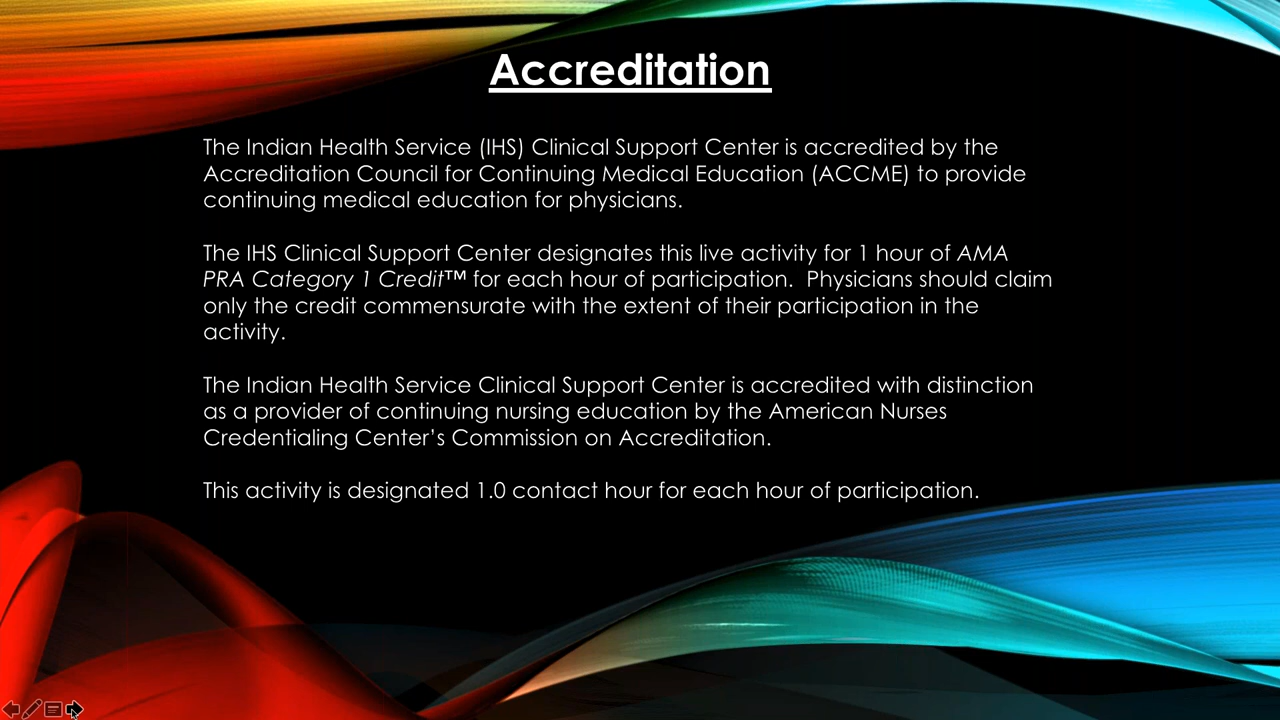 Accreditation
The Indian Health Service (IHS) Clinical Support Center is accredited by the
Accreditation Council for Continuing Medical Education (ACCME) to provide
continuing medical education for physicians.
The IHS Clinical Support Center designates this live activity for 1 hour of AMA
PRA Category 1 Credit™ for each hour of participation.  Physicians should claim
only the credit commensurate with the extent of their participation in the
activity.
The Indian Health Service Clinical Support Center is accredited with distinction
as a provider of continuing nursing education by the American Nurses
Credentialing Center’s Commission on Accreditation.
This activity is designated 1.0 contact hour for each hour of participation.